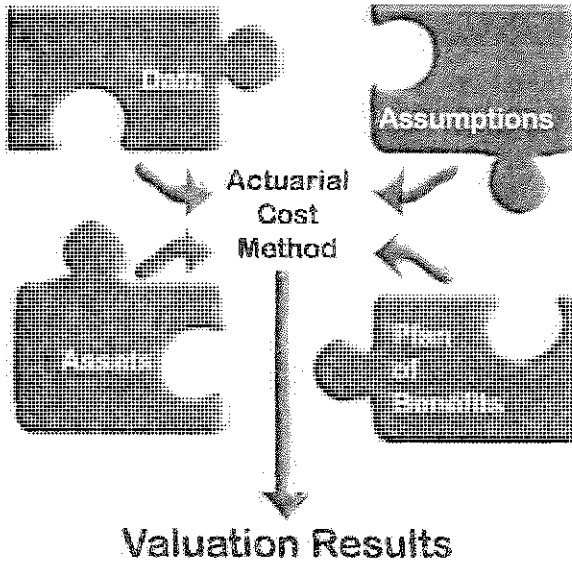 Data
Assumptions
Actuarial
Cost
Method
Assets
Plan
of
Benefits
Valuation Results